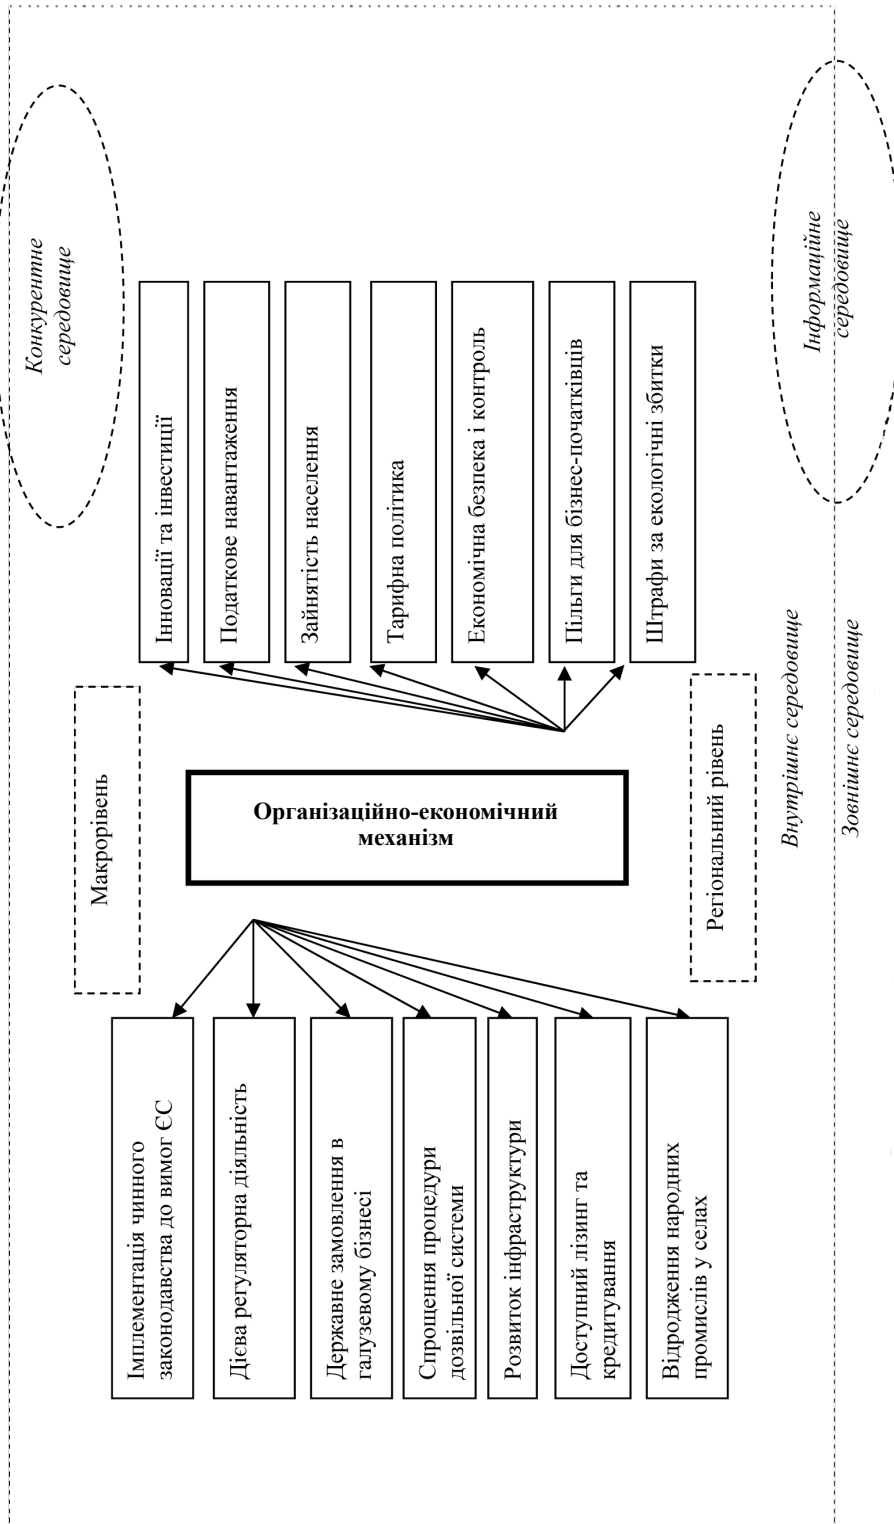 Імплементація чинного
законодавства до вимог ЄС
Дієва регуляторна діяльність
Державне замовлення в
галузевому бізнесі
Спрощення процедури
дозвільної системи
Розвиток інфраструктури
Доступний лізинг та
кредитування
Відродження народних
промислів у селах
Макрорівень
Організаційно-економічний
механізм
Регіональний рівень
Конкурентне
середовище
Інновації та інвестиції
Податкове навантаження
Зайнятість населення
Тарифна політика
Економічна безпека і контроль
Пільги для бізнес-початківців
Штрафи за екологічні збитки
Інформаційне
середовище
Внутрішнє середовище
Зовнішнє середовище